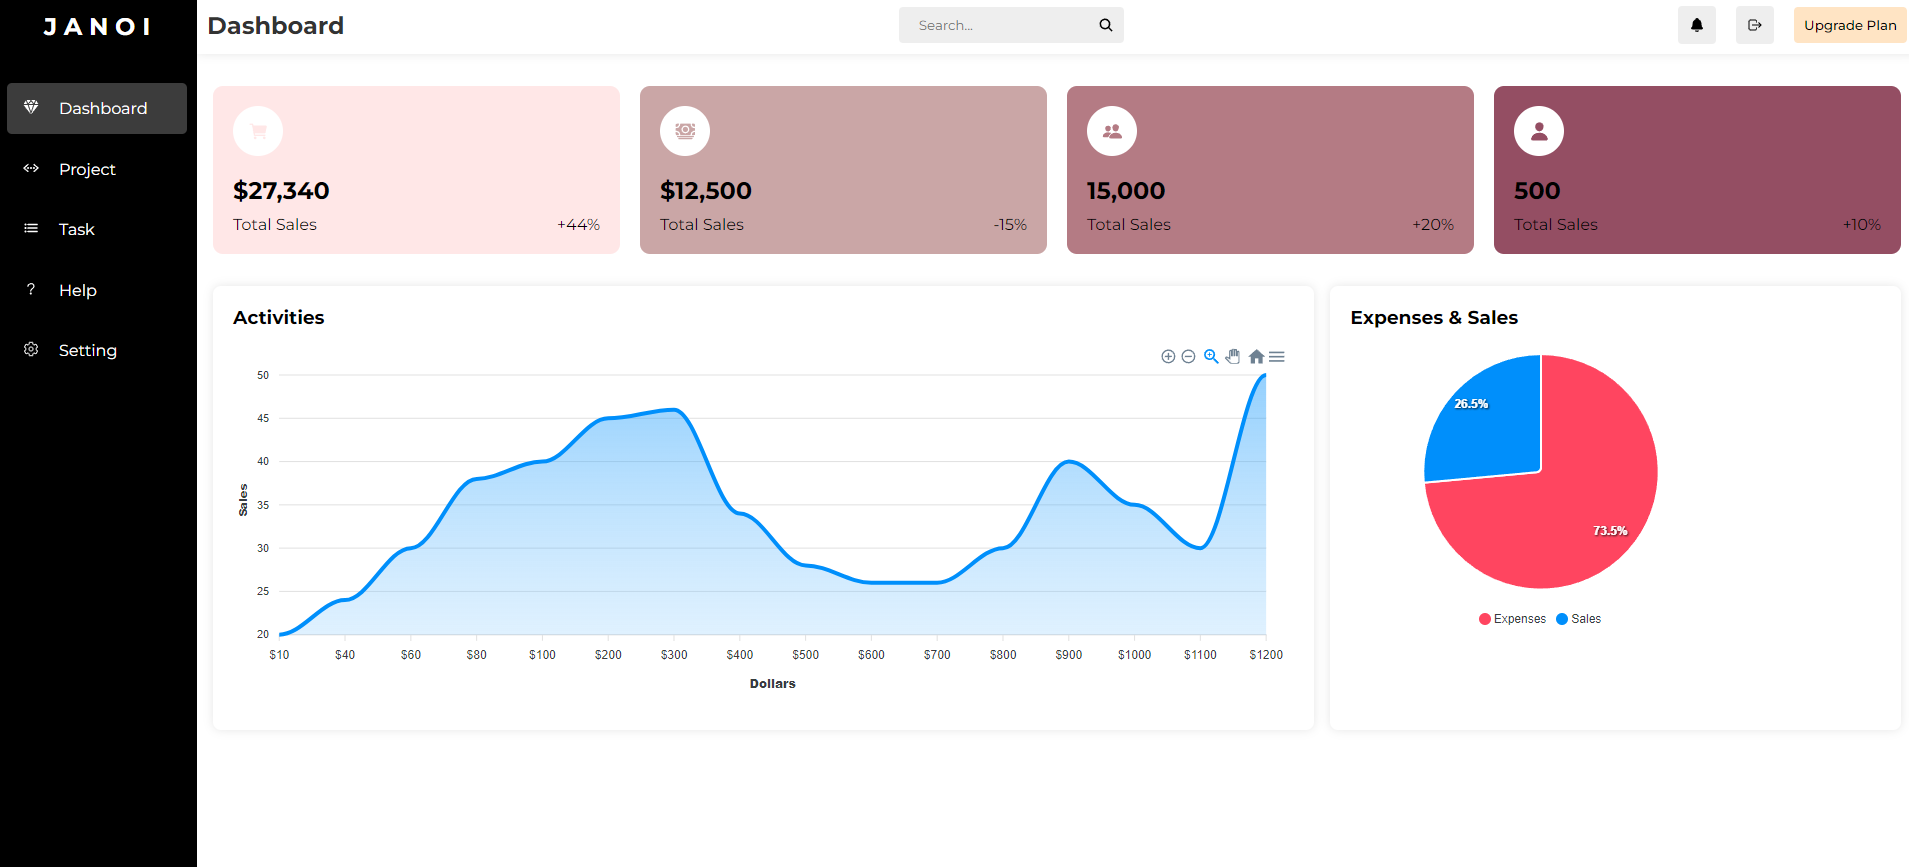 JANOI
Dashboard
Search...
Upgrade Plan
Dashboard
Project
Task
?
Help
Setting
$27,340
Total Sales +44%
$12,500
Total Sales -15%
15,000
Total Sales +20%
500
Total Sales +10%
Activities
50
45
40
35
30
25
20
Sales
$10 $40 $60 $80 $100 $200 $300 $400 $500 $600 $700 $800 $900 $1000 $1100 $1200
Dollars
Expenses & Sales
26.5%
73.5%
Expenses Sales